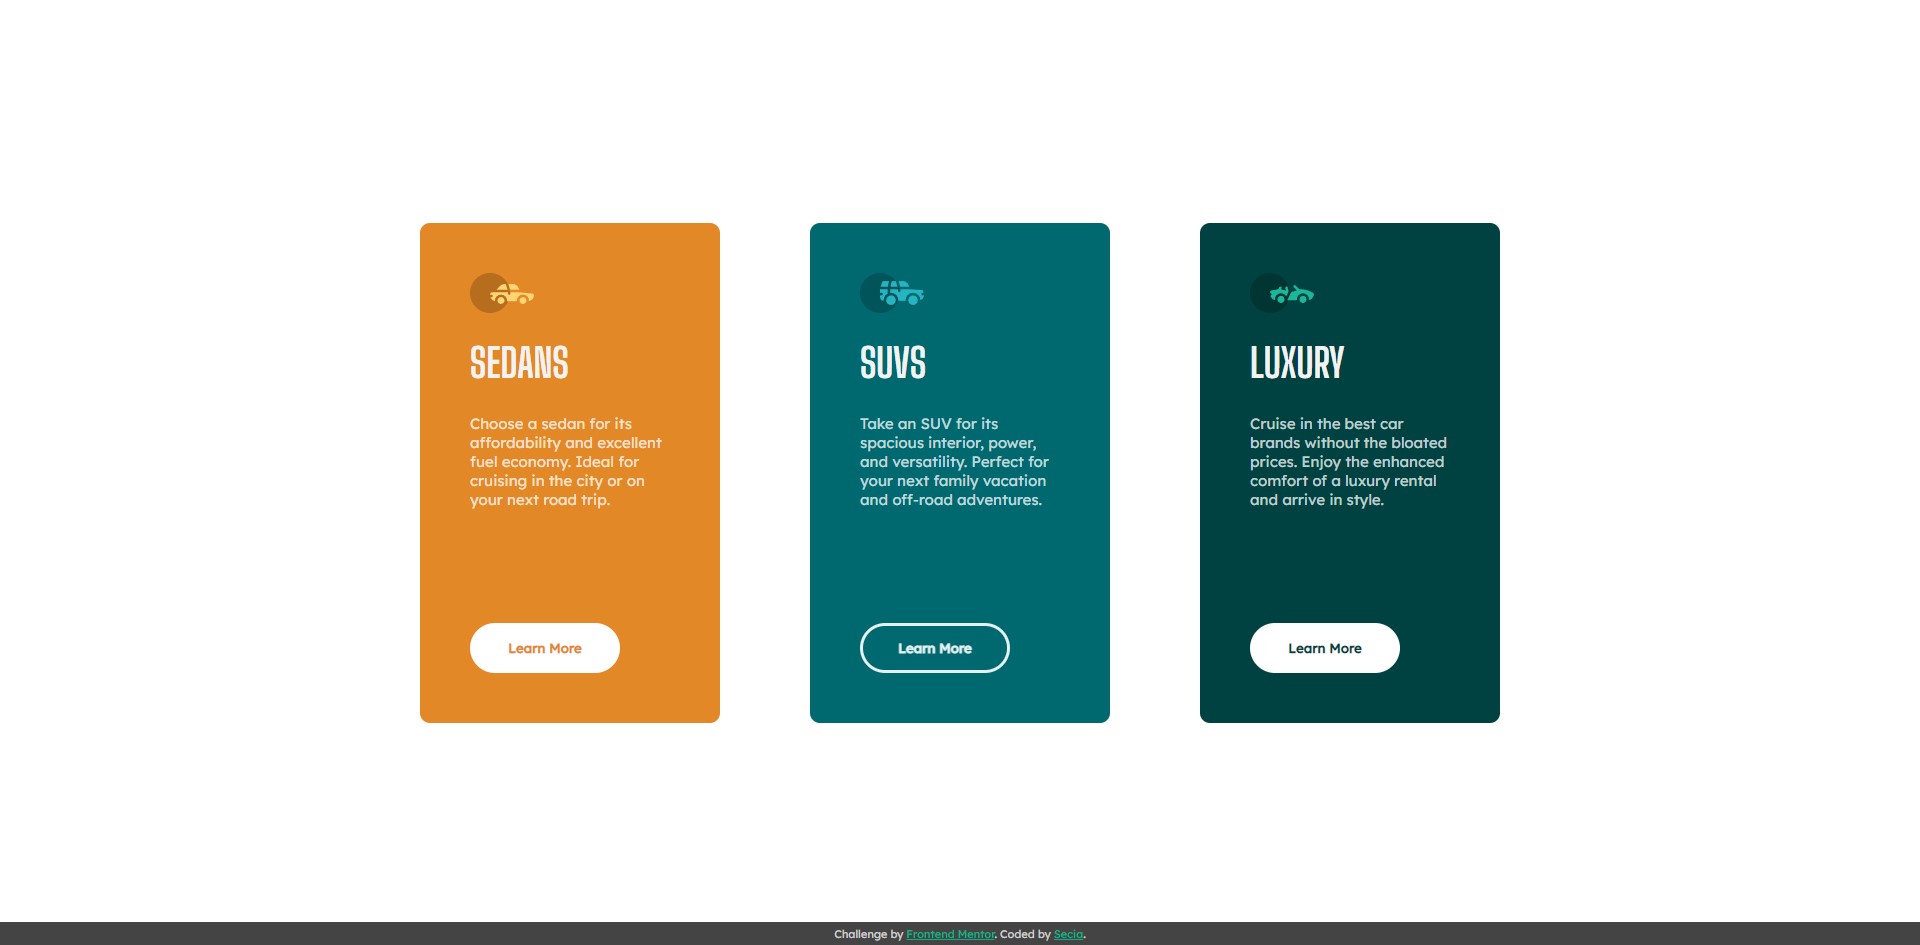 SEDANS
Choose a sedan for its
affordability and excellent
fuel economy. Ideal for
cruising in the city or on
your next road trip.
Learn More
SUVS
Take an SUV for its
spacious interior, power,
and versatility. Perfect for
your next family vacation
and off-road adventures.
Learn More
LUXURY
Cruise in the best car
brands without the bloated
prices. Enjoy the enhanced
comfort of a luxury rental
and arrive in style.
Learn More
Challenge by Frontend Mentor. Coded by Secia.